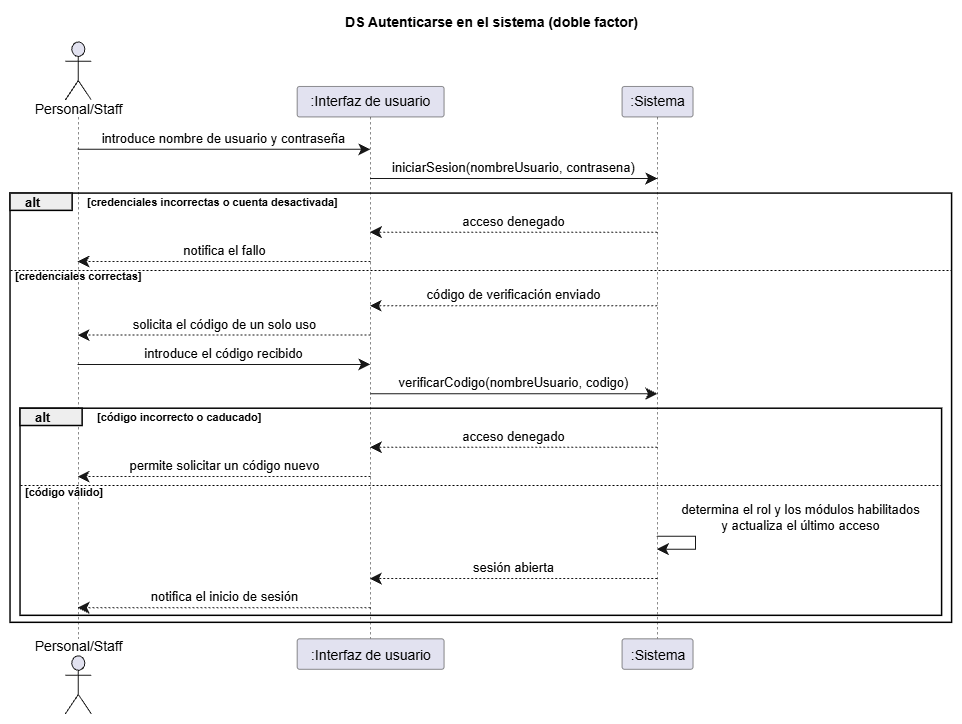 DS Autenticarse en el sistema (doble factor)
Personal/Staff
:Interfaz de usuario
:Sistema
introduce nombre de usuario y contraseña
iniciarSesion(nombreUsuario, contrasena)
alt
[credenciales incorrectas o cuenta desactivada]
acceso denegado
notifica el fallo
[credenciales correctas]
código de verificación enviado
solicita el código de un solo uso
introduce el código recibido
verificarCodigo(nombreUsuario, codigo)
alt
[código incorrecto o caducado]
acceso denegado
permite solicitar un código nuevo
[código válido]
determina el rol y los módulos habilitados
y actualiza el último acceso
sesión abierta
notifica el inicio de sesión
Personal/Staff
:Interfaz de usuario
:Sistema